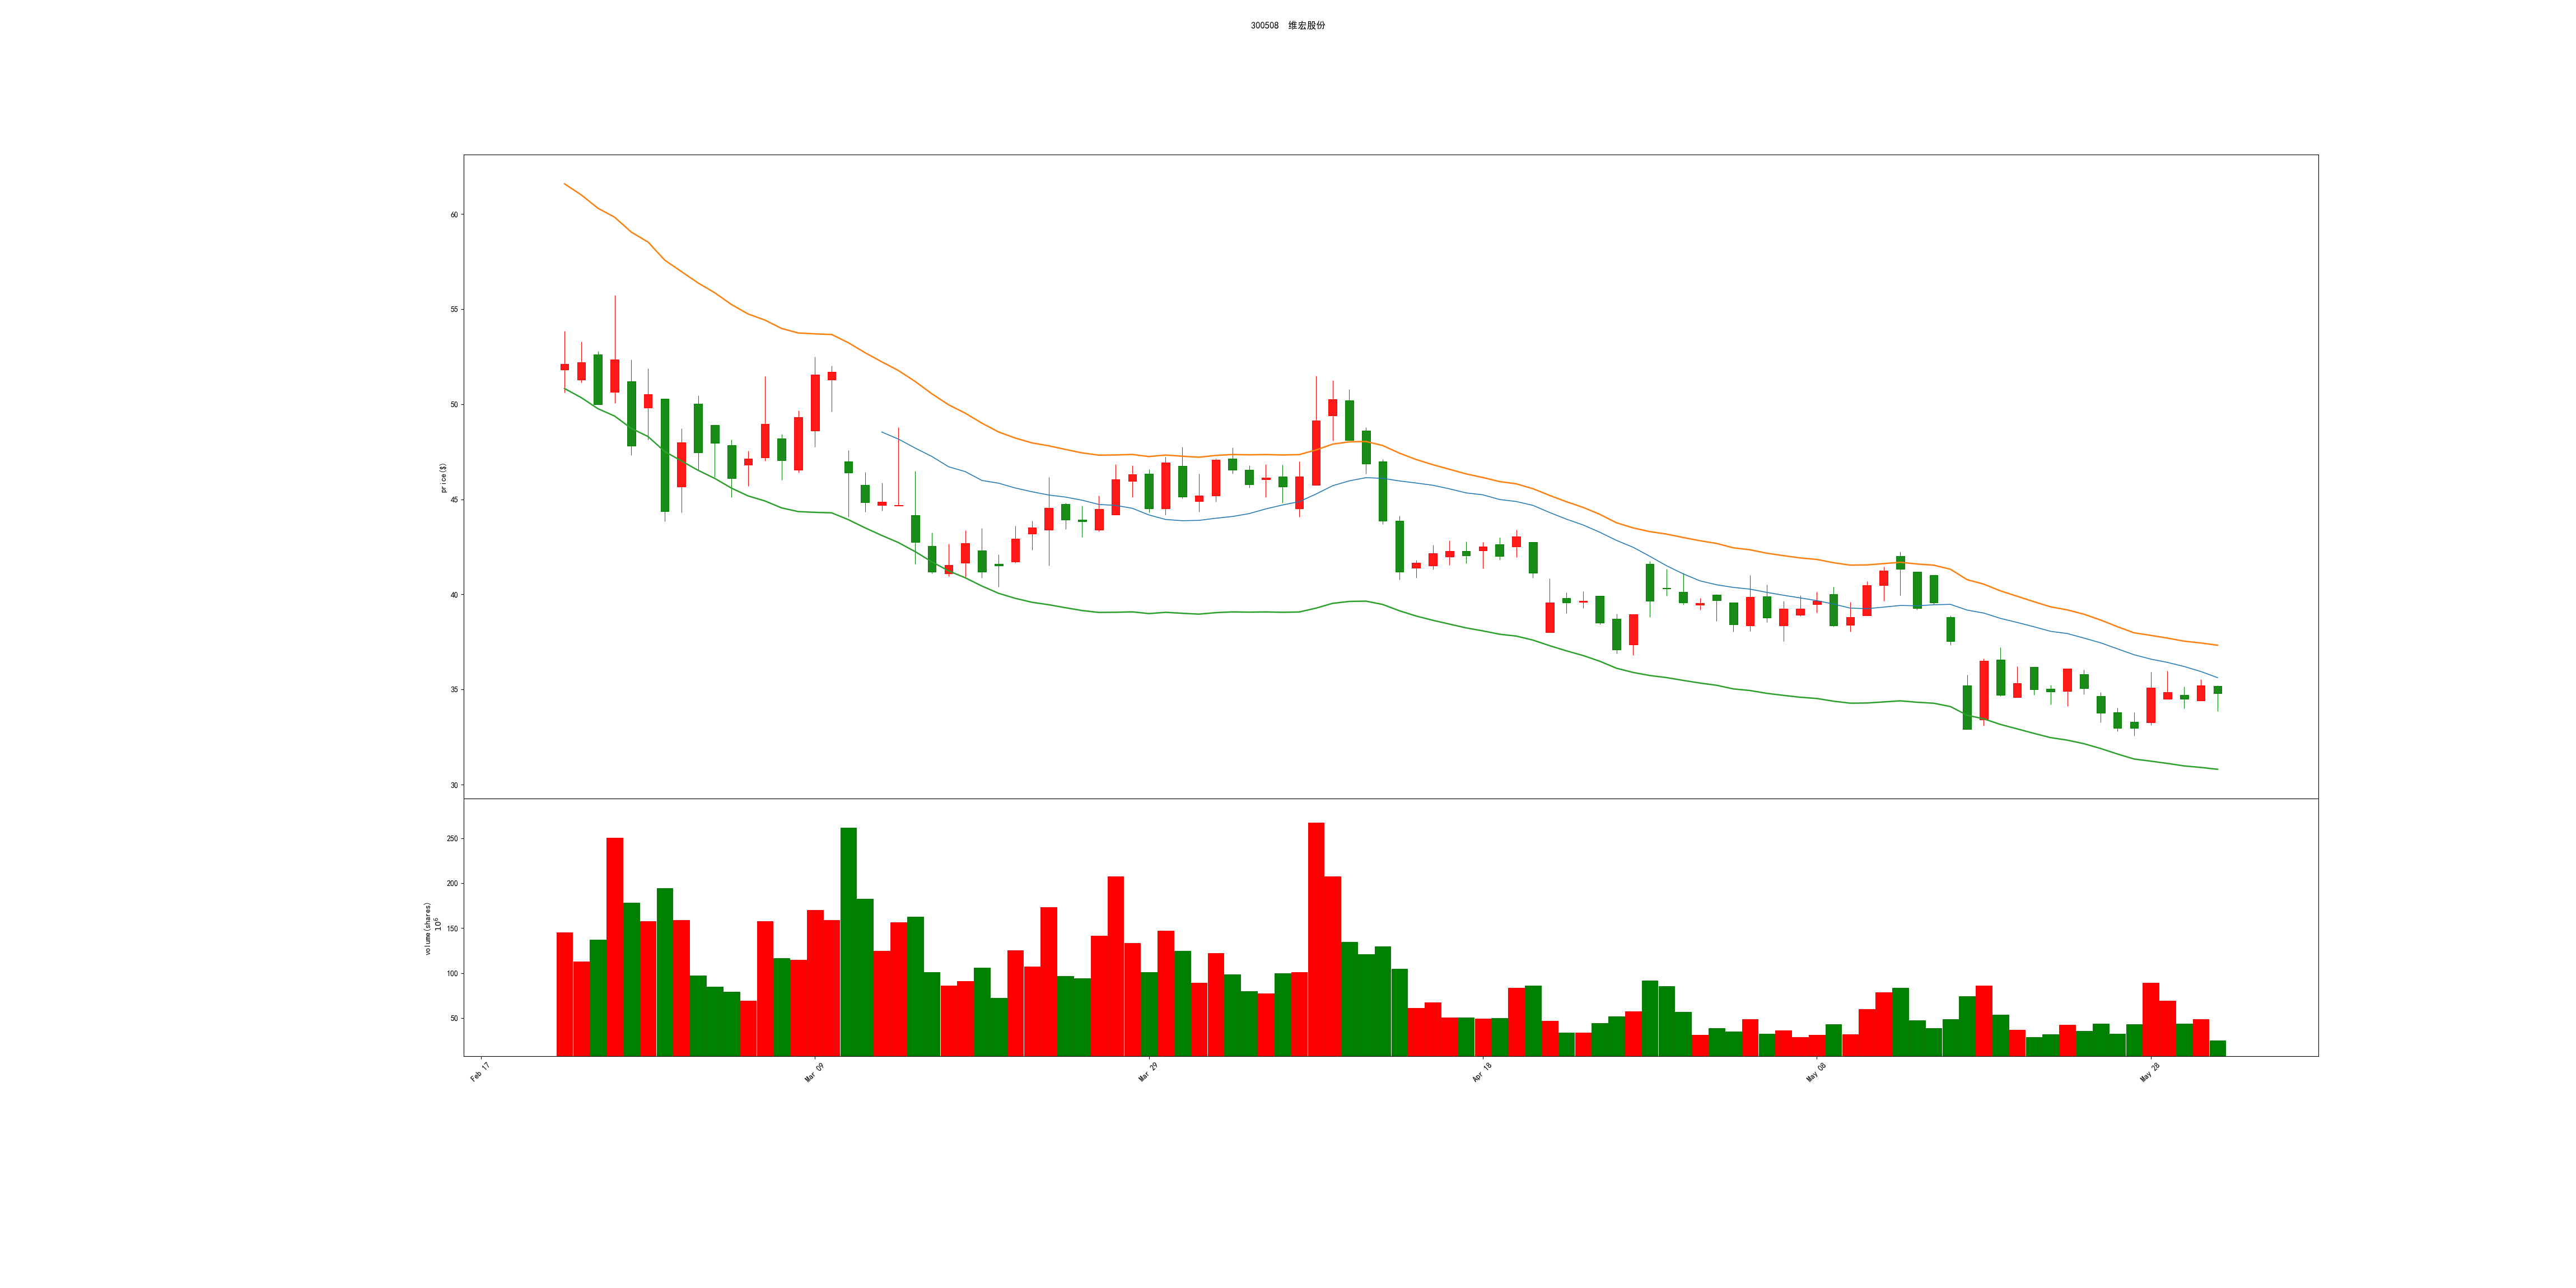 300508 维宏股份
60
55
50
45
40
35
30
price($)
250
200
150
100
50
volume(shares)
10^6
Feb 17
Mar 09
Mar 29
Apr 18
May 08
May 28